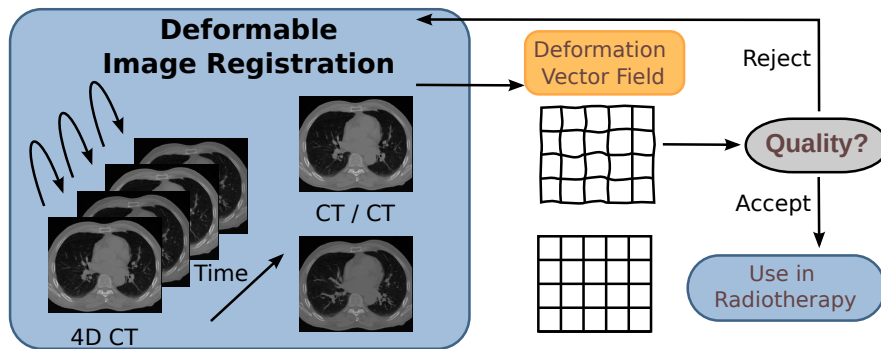 Deformable
Image Registration
Time
4D CT
CT / CT
Deformation
Vector Field
Reject
Quality?
Accept
Use in
Radiotherapy